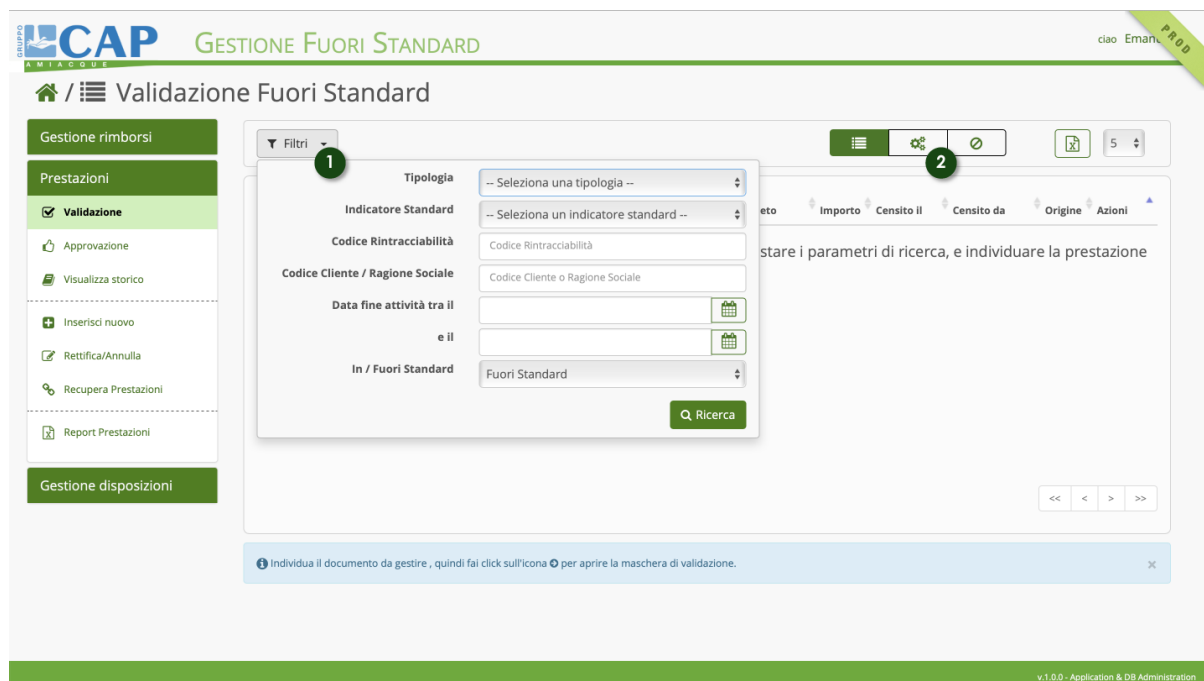 GRUPPO
CAP
AMIACQUE
GESTIONE FUORI STANDARD
ciao
PROD
/ Validazione Fuori Standard
Gestione rimborsi
Prestazioni
Validazione
Approvazione
Visualizza storico
Inserisci nuovo
Rettifica/Annulla
Recupera Prestazioni
Report Prestazioni
Gestione disposizioni
Filtri
1
2
5
Tipologia
-- Seleziona una tipologia --
Indicatore Standard
-- Seleziona un indicatore standard --
Codice Rintracciabilità
Codice Rintracciabilità
Codice Cliente / Ragione Sociale
Codice Cliente o Ragione Sociale
Data fine attività tra il
e il
In / Fuori Standard
Fuori Standard
Ricerca
eto Importo Censito il Censito da Origine Azioni
stare i parametri di ricerca, e individuare la prestazione
<< < > >>
Individua il documento da gestire , quindi fai click sull'icona per aprire la maschera di validazione. ×
v.1.0.0 - Application & DB Administration